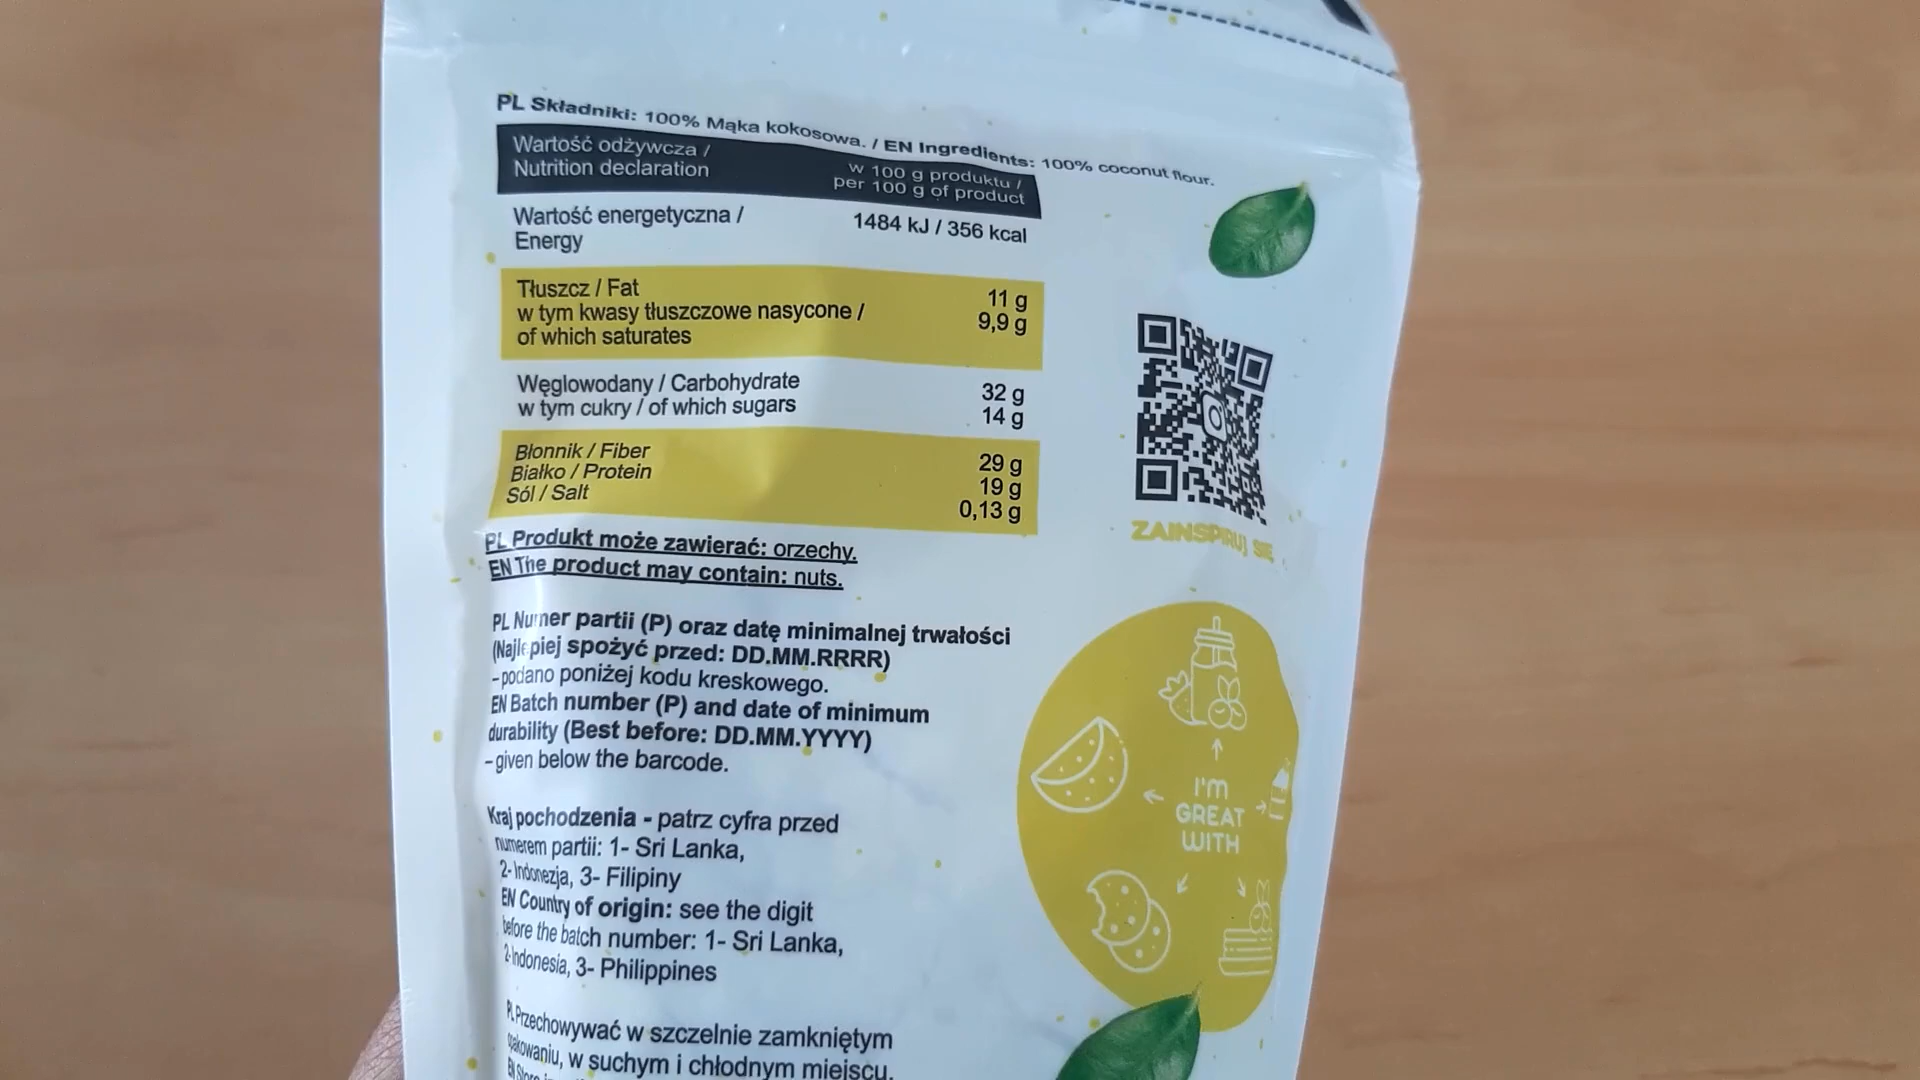 PL Składniki: 100% Mąka kokosowa. / EN Ingredients: 100% coconut flour.
Wartość odżywcza /
Nutrition declaration
w 100 g produktu /
per 100 g of product
Wartość energetyczna /
Energy
1484 kJ / 356 kcal
Tłuszcz / Fat 11 g
w tym kwasy tłuszczowe nasycone / 9,9 g
of which saturates
Węglowodany / Carbohydrate 32 g
w tym cukry / of which sugars 14 g
Błonnik / Fiber 29 g
Białko / Protein 19 g
Sól / Salt 0,13 g
ZAINSPIRUJ SIĘ
PL Produkt może zawierać: orzechy.
EN The product may contain: nuts.
PL Numer partii (P) oraz datę minimalnej trwałości
(Najlepiej spożyć przed: DD.MM.RRRR)
- podano poniżej kodu kreskowego.
EN Batch number (P) and date of minimum
durability (Best before: DD.MM.YYYY)
- given below the barcode.
I'M
GREAT
WITH
Kraj pochodzenia - patrz cyfra przed
numerem partii: 1- Sri Lanka,
2- Indonezja, 3- Filipiny
EN Country of origin: see the digit
before the batch number: 1- Sri Lanka,
2- Indonesia, 3- Philippines
PL Przechowywać w szczelnie zamkniętym
opakowaniu, w suchym i chłodnym miejscu.
EN Store